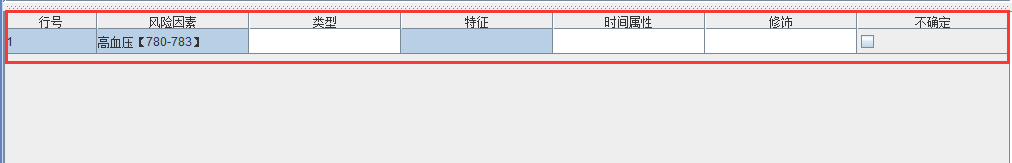 行号 风险因素 类型 特征 时间属性 修饰 不确定
1 高血压【780-783】